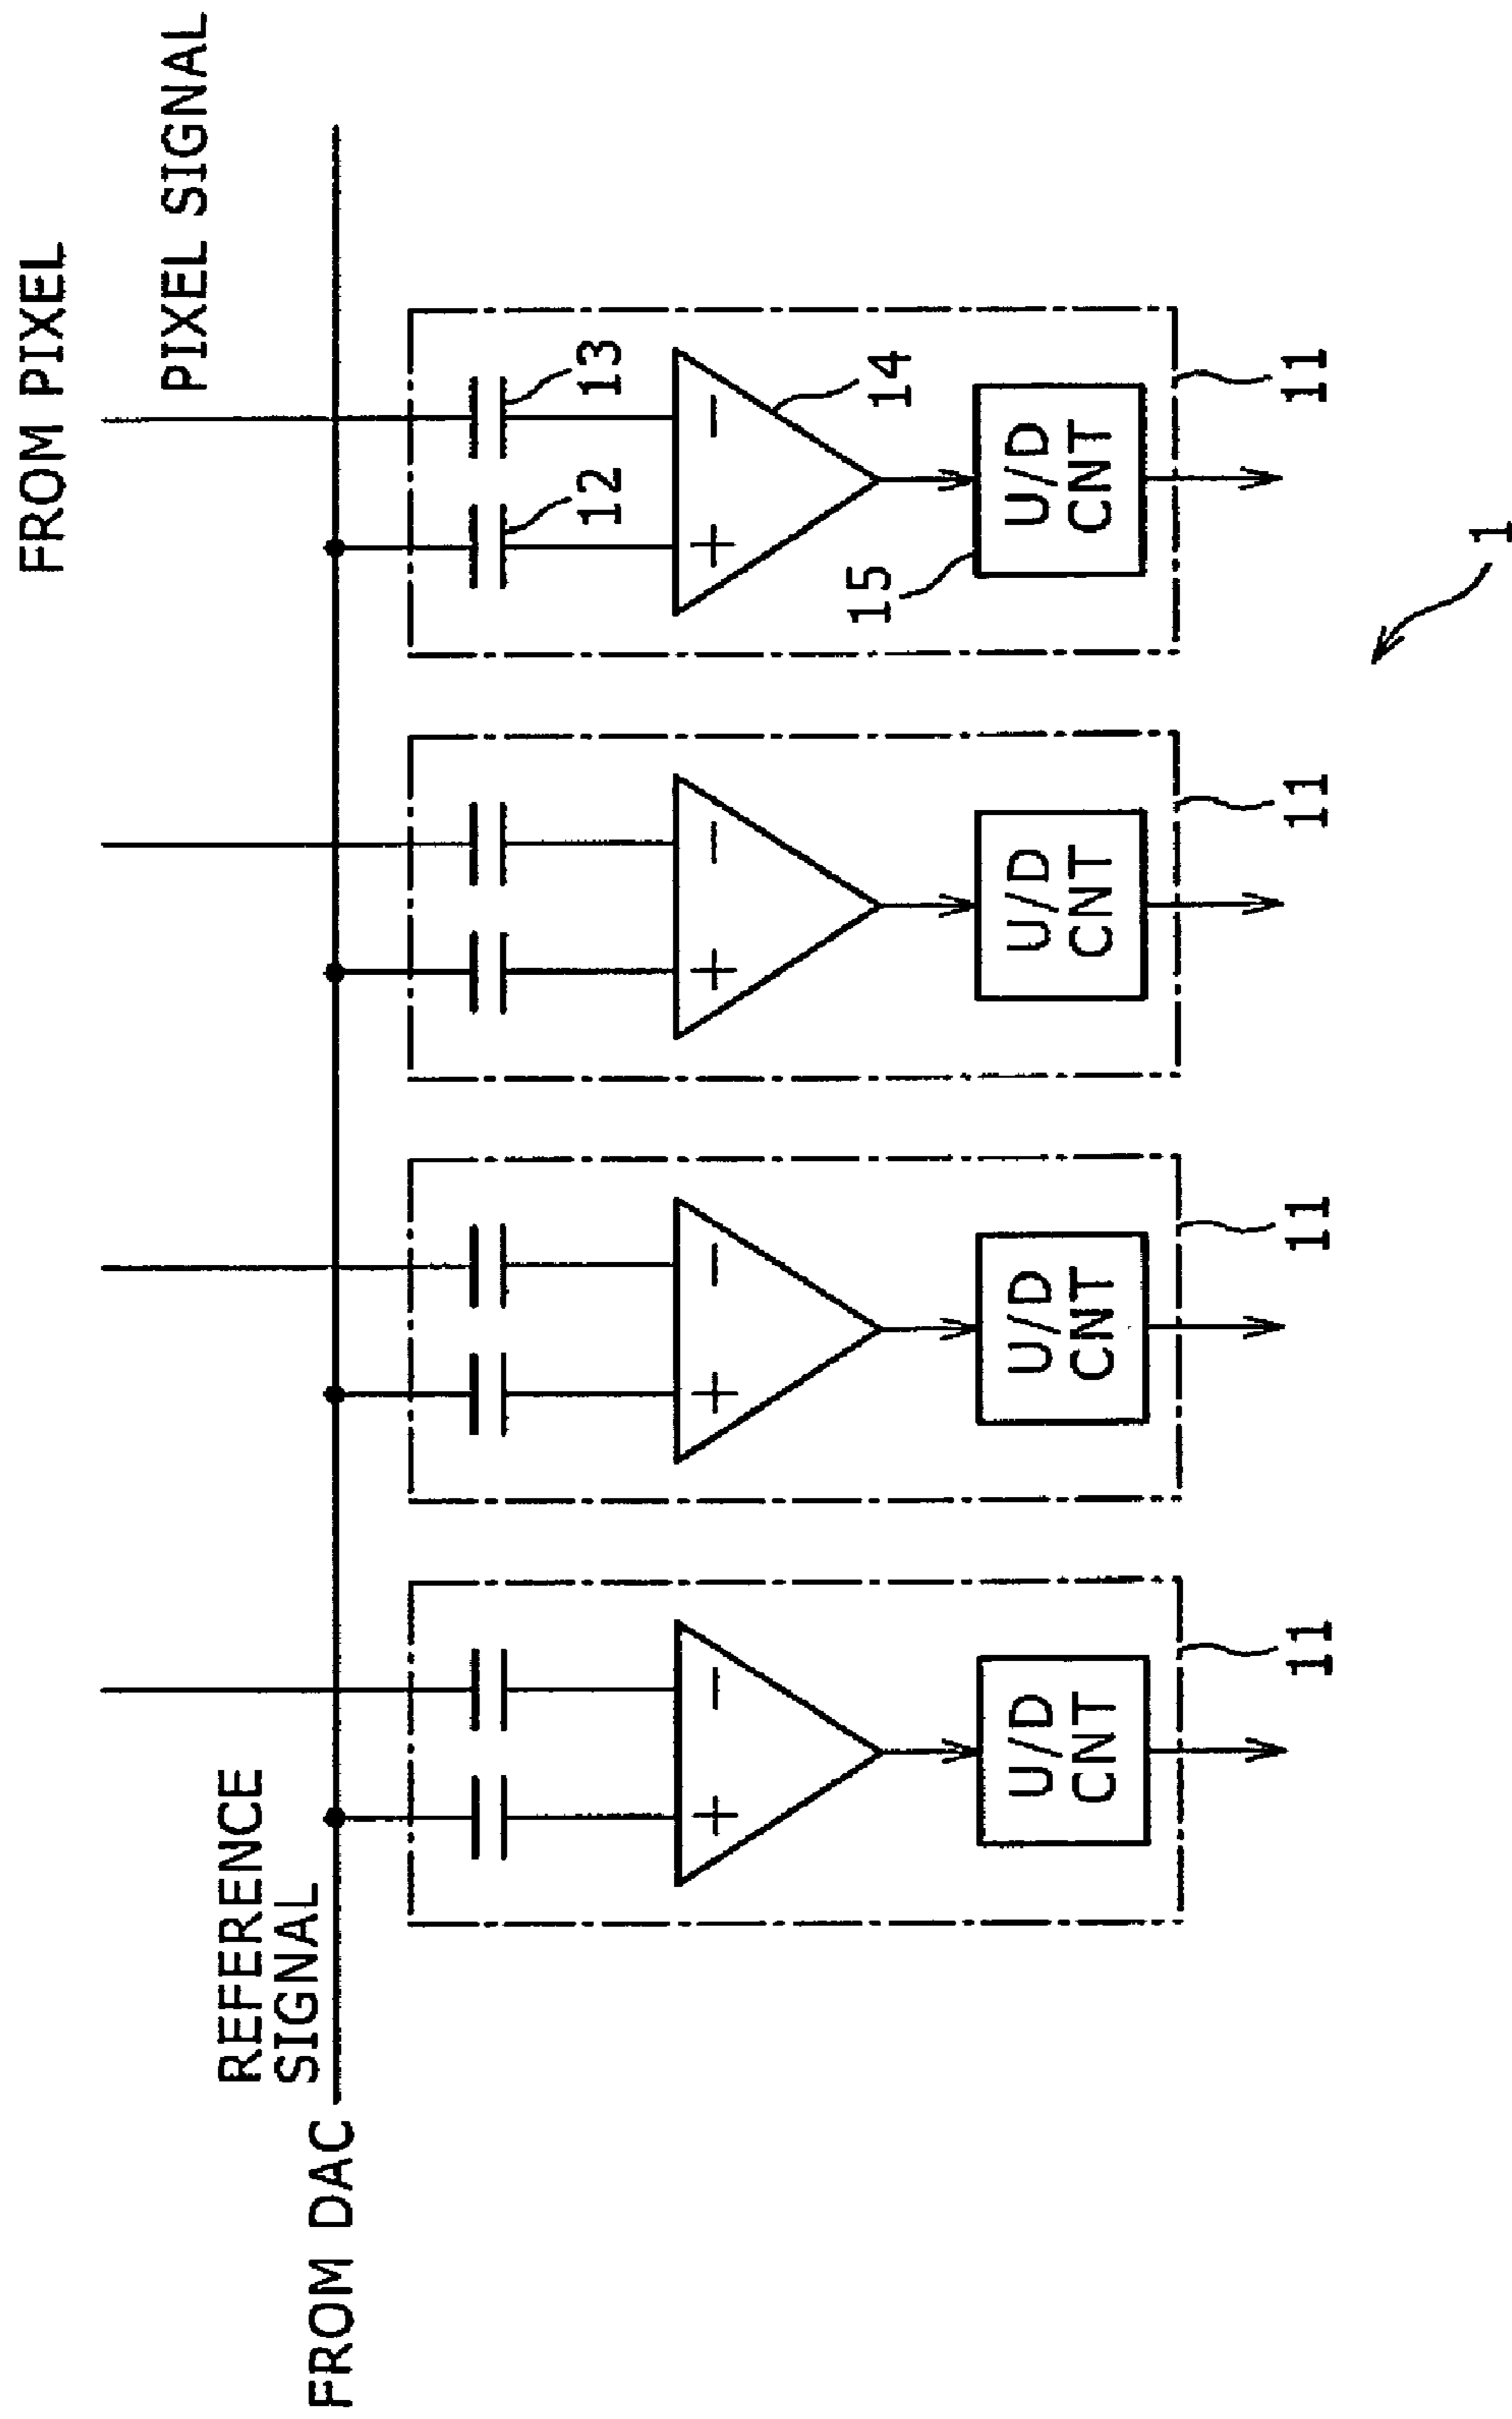 FROM PIXEL
PIXEL SIGNAL
REFERENCE
SIGNAL
FROM DAC
12
13
+
−
+
−
+
−
+
−
14
15
U/D
CNT
U/D
CNT
U/D
CNT
U/D
CNT
11
11
11
11
1